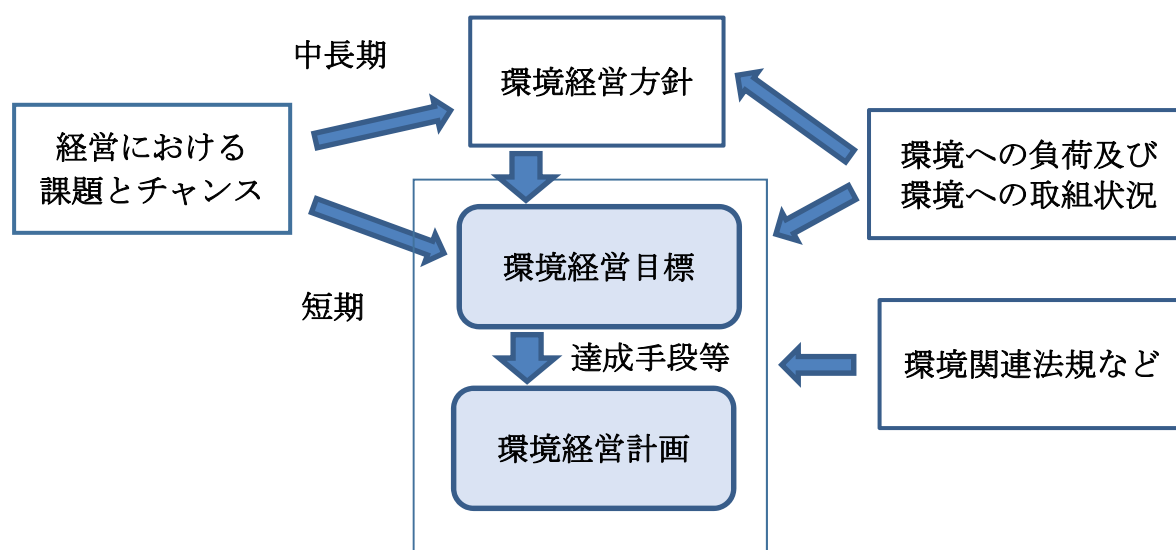 中長期
環境経営方針
経営における
課題とチャンス
環境への負荷及び
環境への取組状況
環境経営目標
短期
達成手段等
環境関連法規など
環境経営計画